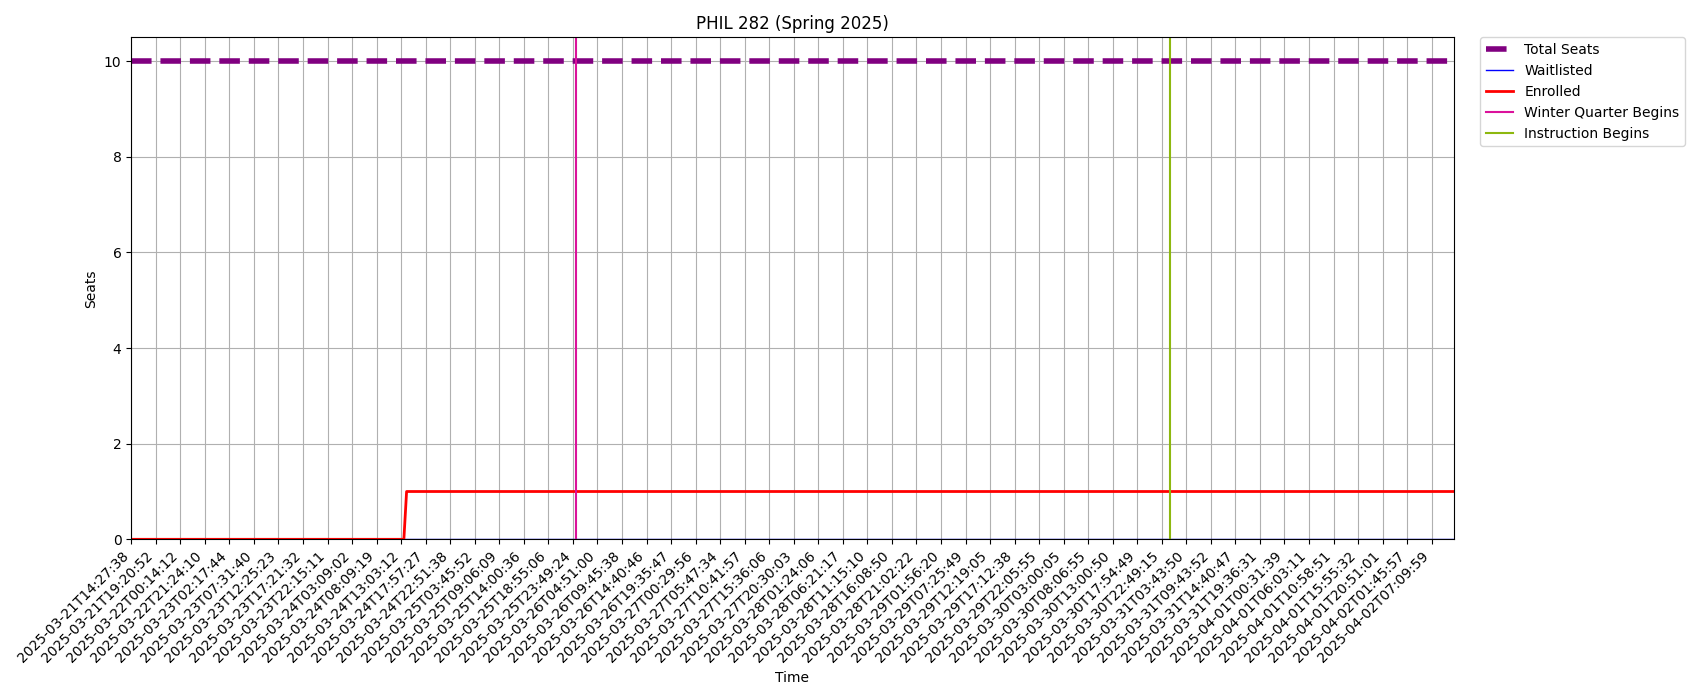 PHIL 282 (Spring 2025)
Total Seats
Waitlisted
Enrolled
Winter Quarter Begins
Instruction Begins
10
8
6
4
2
0
Seats
2025-03-21T14:27:38
2025-03-21T19:20:52
2025-03-22T00:14:12
2025-03-22T21:24:10
2025-03-23T02:17:44
2025-03-23T07:31:40
2025-03-23T12:25:23
2025-03-23T17:21:32
2025-03-23T22:15:11
2025-03-24T03:09:02
2025-03-24T08:09:19
2025-03-24T13:03:12
2025-03-24T17:57:27
2025-03-24T22:51:38
2025-03-25T03:45:52
2025-03-25T09:06:09
2025-03-25T14:00:36
2025-03-25T18:55:06
2025-03-25T23:49:24
2025-03-26T04:51:00
2025-03-26T09:45:38
2025-03-26T14:40:46
2025-03-26T19:35:47
2025-03-27T00:29:56
2025-03-27T05:47:34
2025-03-27T10:41:57
2025-03-27T15:36:06
2025-03-27T20:30:03
2025-03-28T01:24:06
2025-03-28T06:21:17
2025-03-28T11:15:10
2025-03-28T16:08:50
2025-03-28T21:02:22
2025-03-29T01:56:20
2025-03-29T07:25:49
2025-03-29T12:19:05
2025-03-29T17:12:38
2025-03-29T22:05:55
2025-03-30T03:00:05
2025-03-30T08:06:55
2025-03-30T13:00:50
2025-03-30T17:54:49
2025-03-30T22:49:15
2025-03-31T03:43:50
2025-03-31T09:43:52
2025-03-31T14:40:47
2025-03-31T19:36:31
2025-04-01T00:31:39
2025-04-01T06:03:11
2025-04-01T10:58:51
2025-04-01T15:55:32
2025-04-01T20:51:01
2025-04-02T01:45:57
2025-04-02T07:09:59
Time